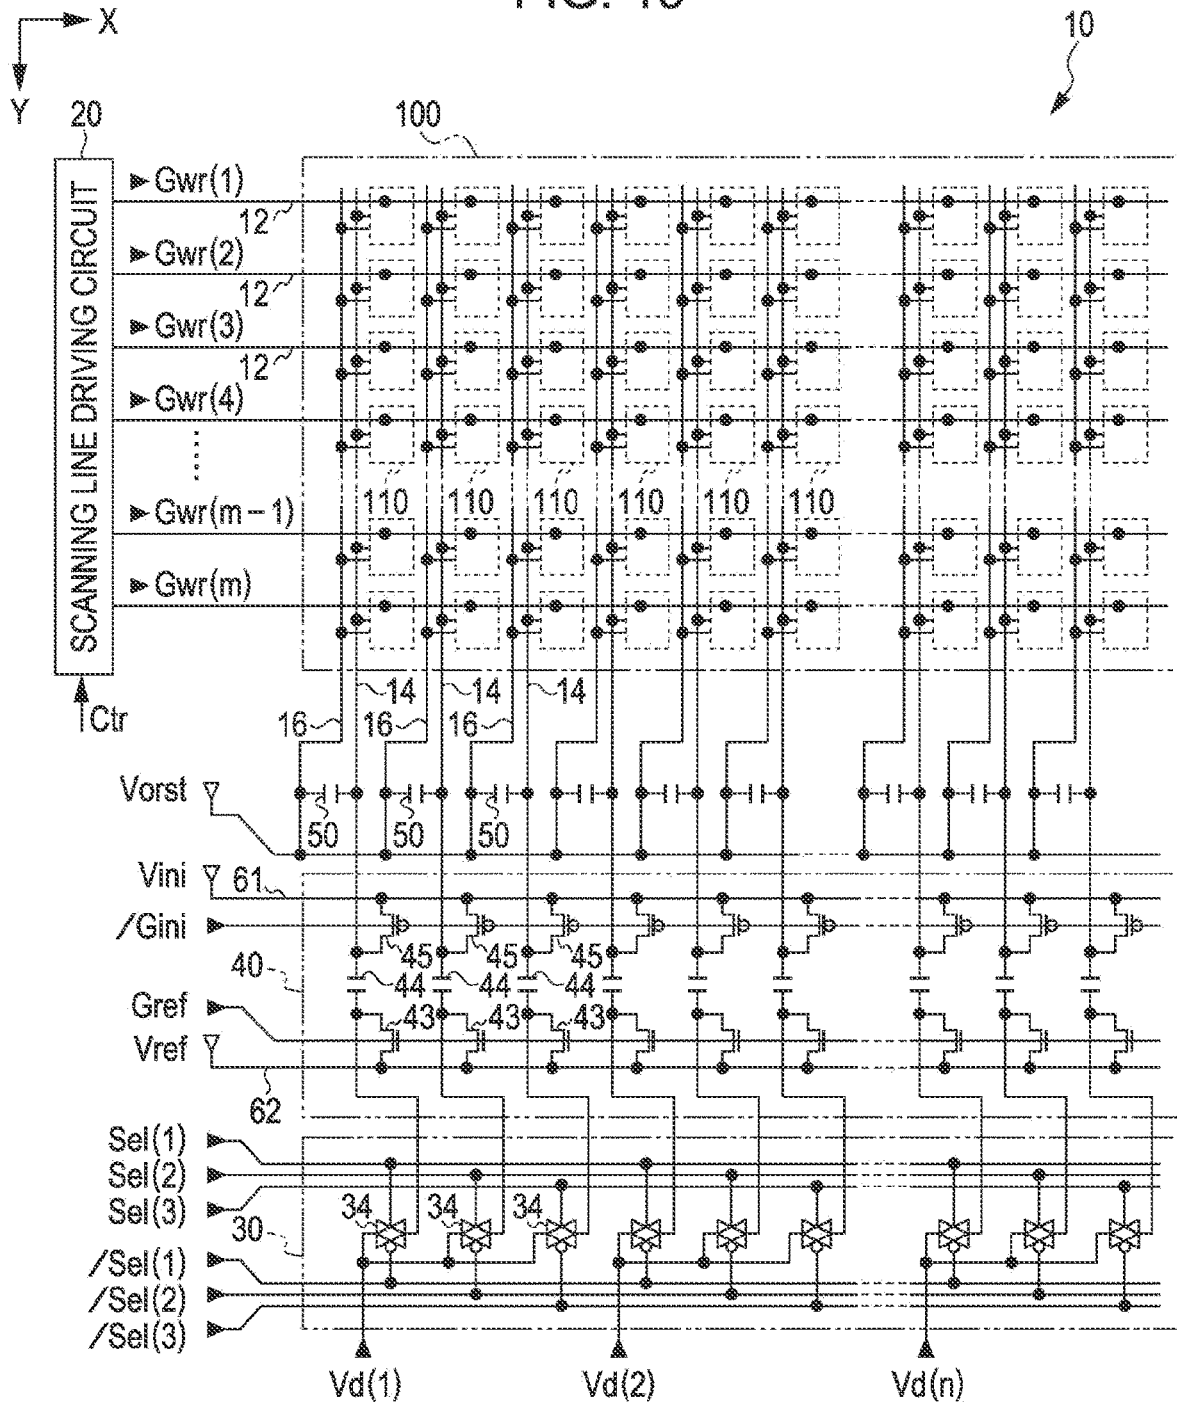 X
Y
10
20
100
SCANNING LINE DRIVING CIRCUIT
Gwr(1)
12
Gwr(2)
12
Gwr(3)
12
Gwr(4)
110 110 110 110 110 110
Gwr(m−1)
Gwr(m)
Ctr
14 14 14
16 16 16
Vorst
50 50 50
Vini
61
/Gini
45 45 45
40
44 44 44
Gref
43 43 43
Vref
62
Sel(1)
Sel(2)
Sel(3)
34 34 34
30
/Sel(1)
/Sel(2)
/Sel(3)
Vd(1) Vd(2) Vd(n)